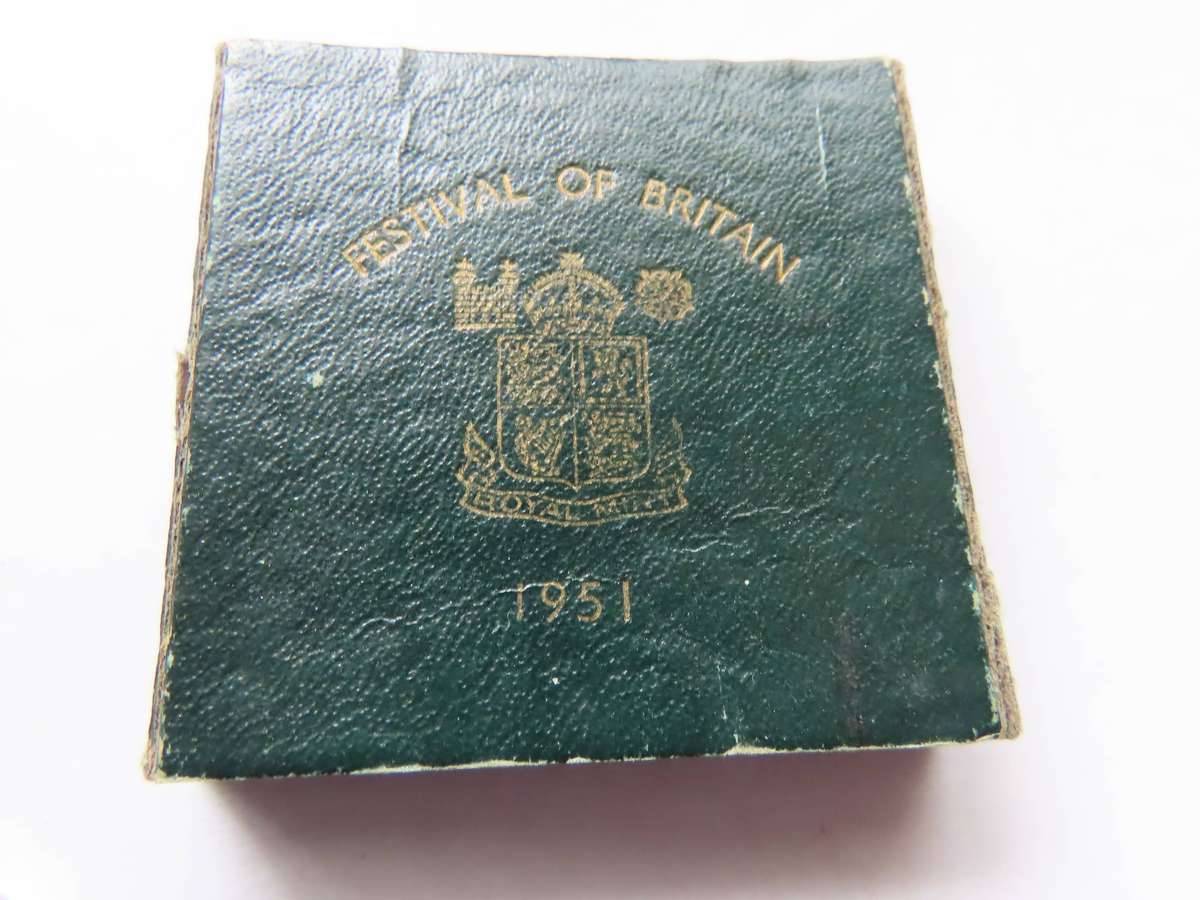 FESTIVAL OF BRITAIN
ROYAL MINT
1951